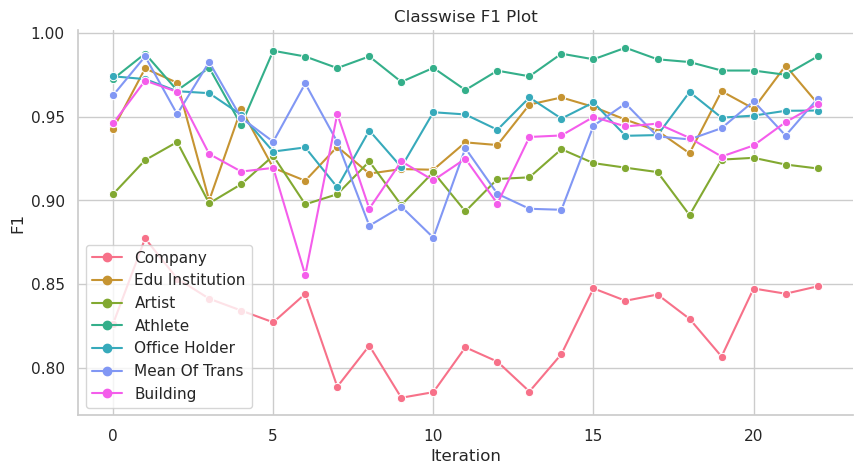 Classwise F1 Plot
1.00
0.95
0.90
0.85
0.80
F1
Company
Edu Institution
Artist
Athlete
Office Holder
Mean Of Trans
Building
0 5 10 15 20
Iteration